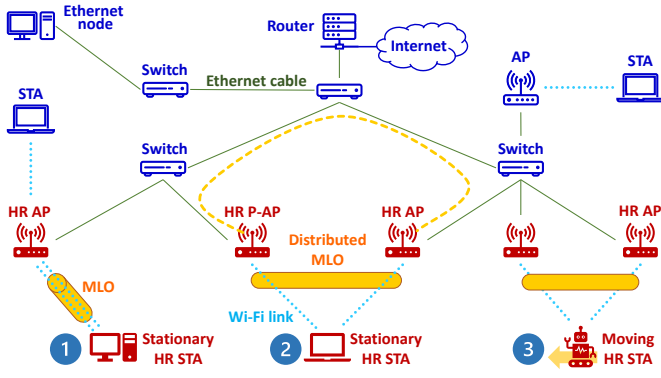 Ethernet
node
Router
Internet
AP
STA
Switch
Ethernet cable
STA
Switch
Switch
HR AP
HR P-AP
HR AP
HR AP
Distributed
MLO
MLO
Wi-Fi link
1
Stationary
HR STA
2
Stationary
HR STA
3
Moving
HR STA